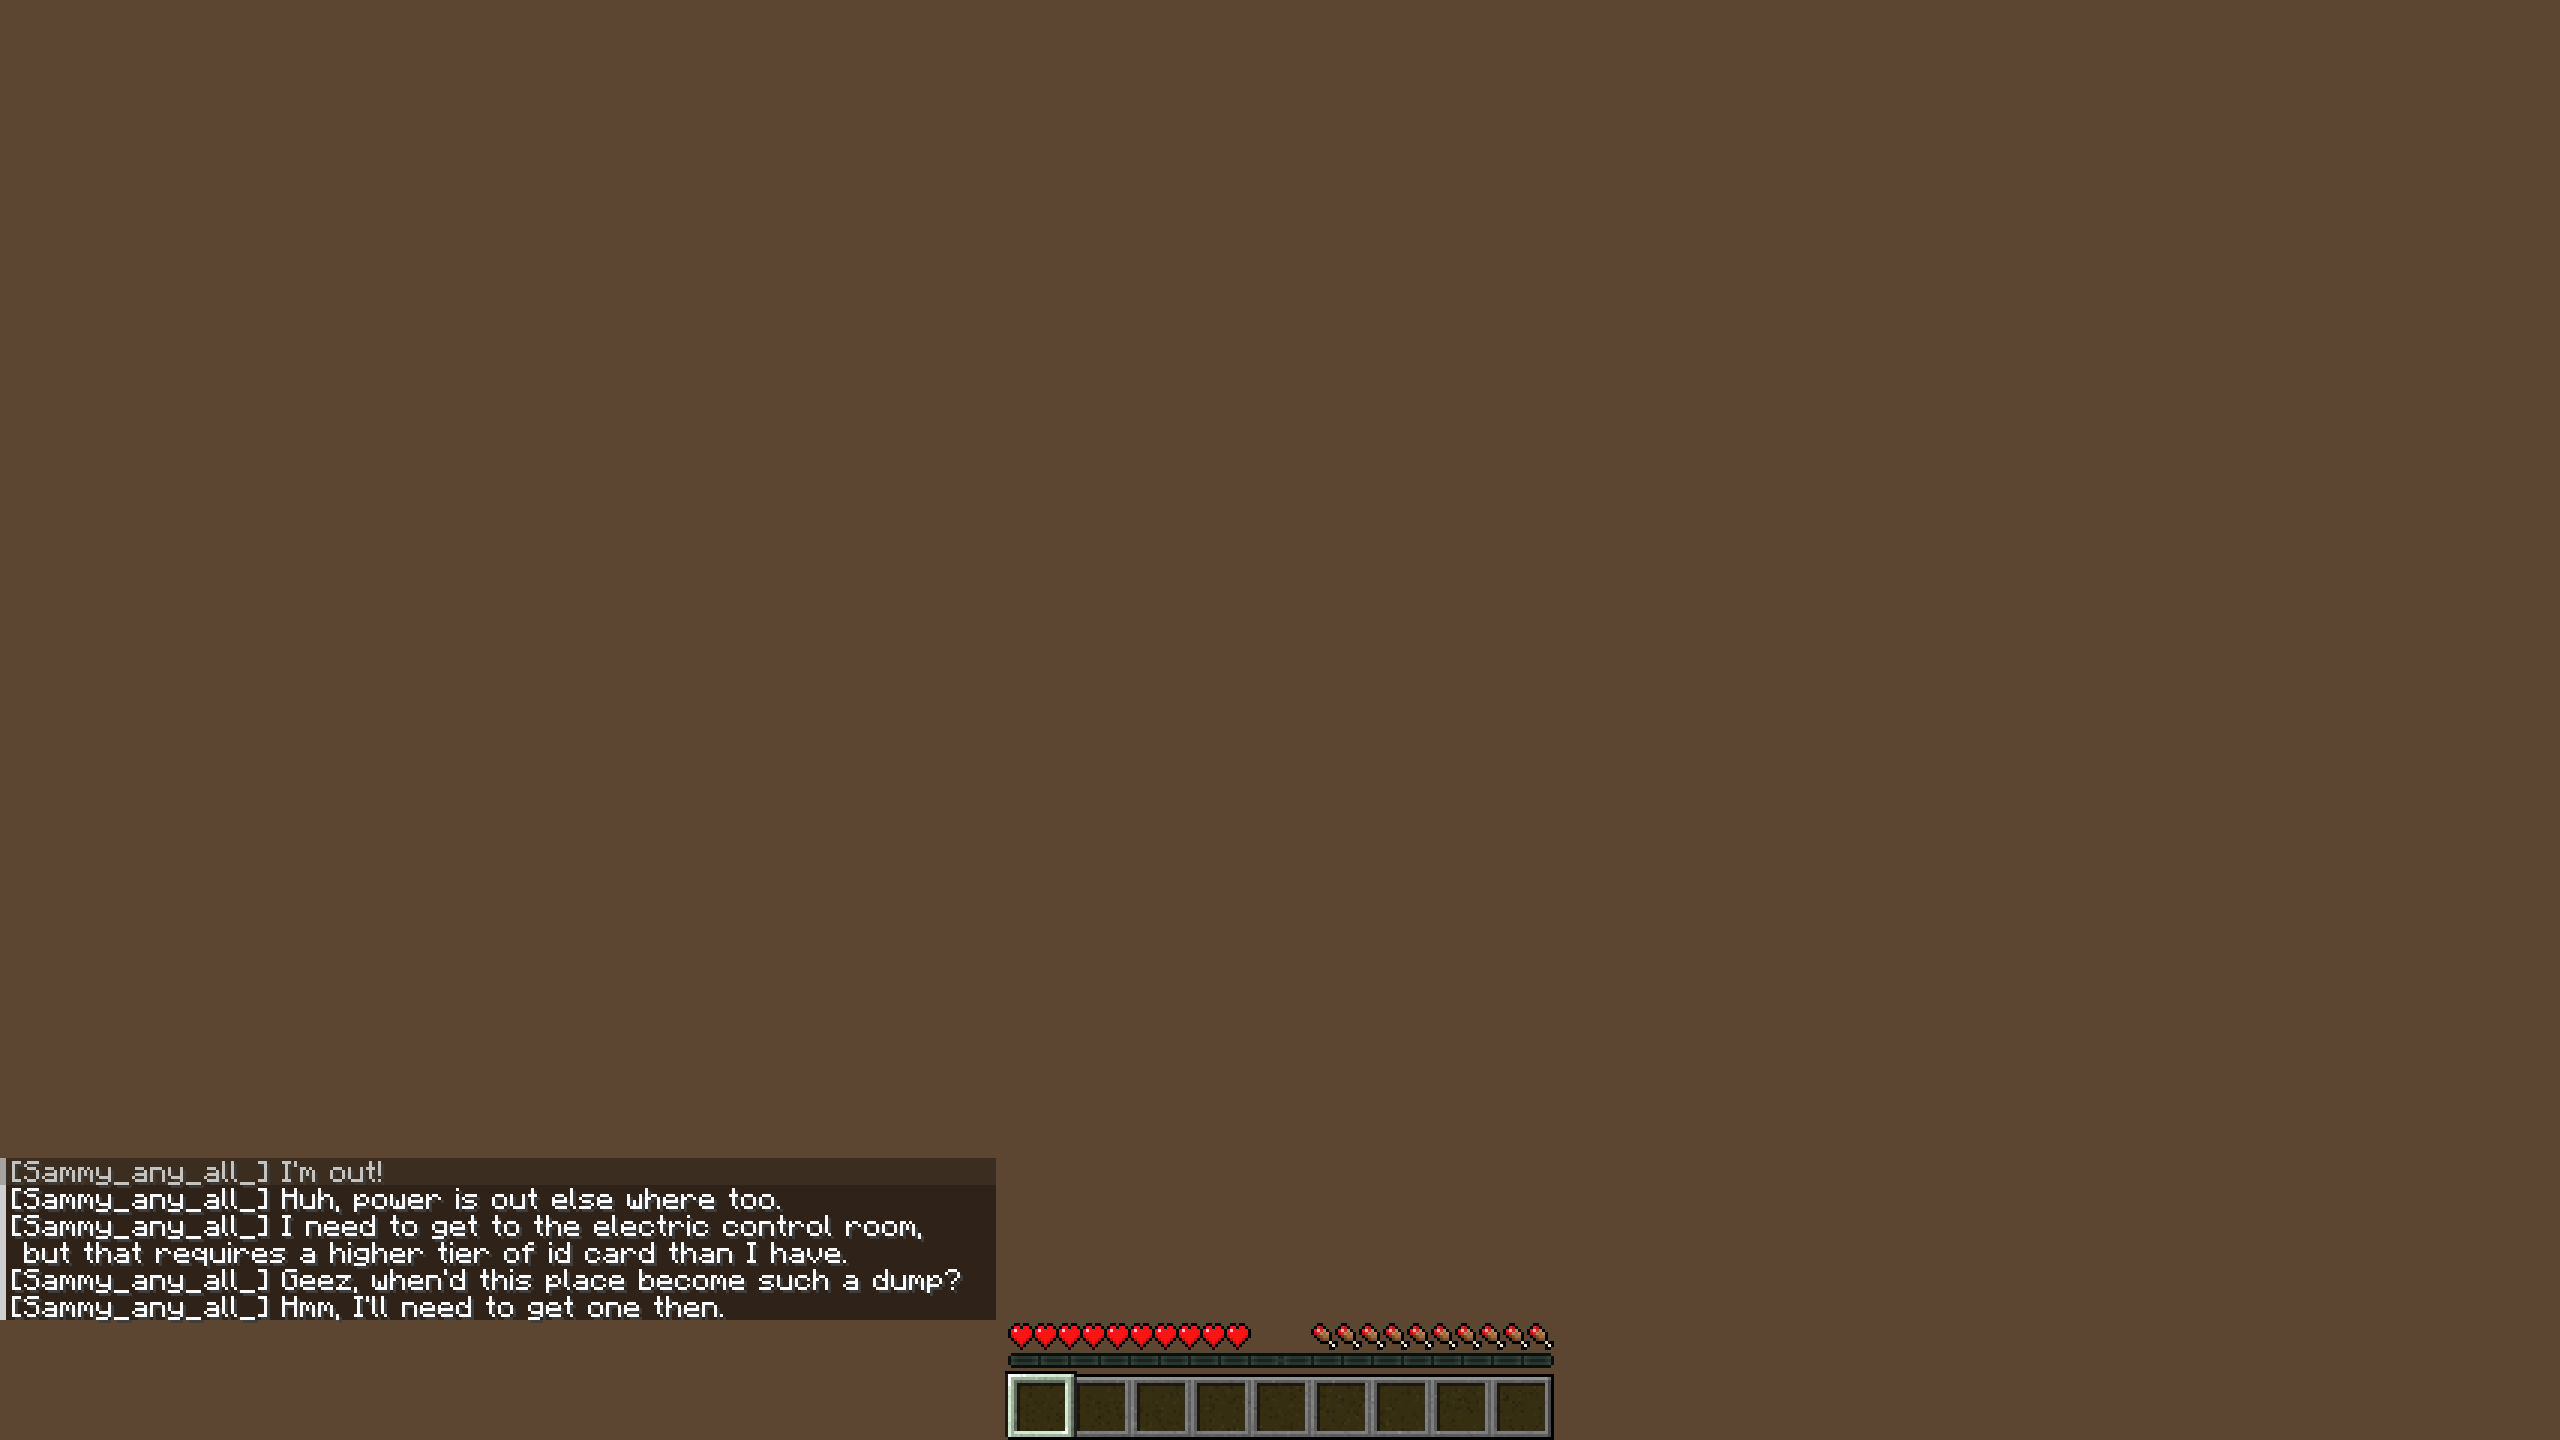 [Sammy_any_all_] I'm out!
[Sammy_any_all_] Huh, power is out else where too.
[Sammy_any_all_] I need to get to the electric control room,
but that requires a higher tier of id card than I have.
[Sammy_any_all_] Geez, when'd this place become such a dump?
[Sammy_any_all_] Hmm, I'll need to get one then.